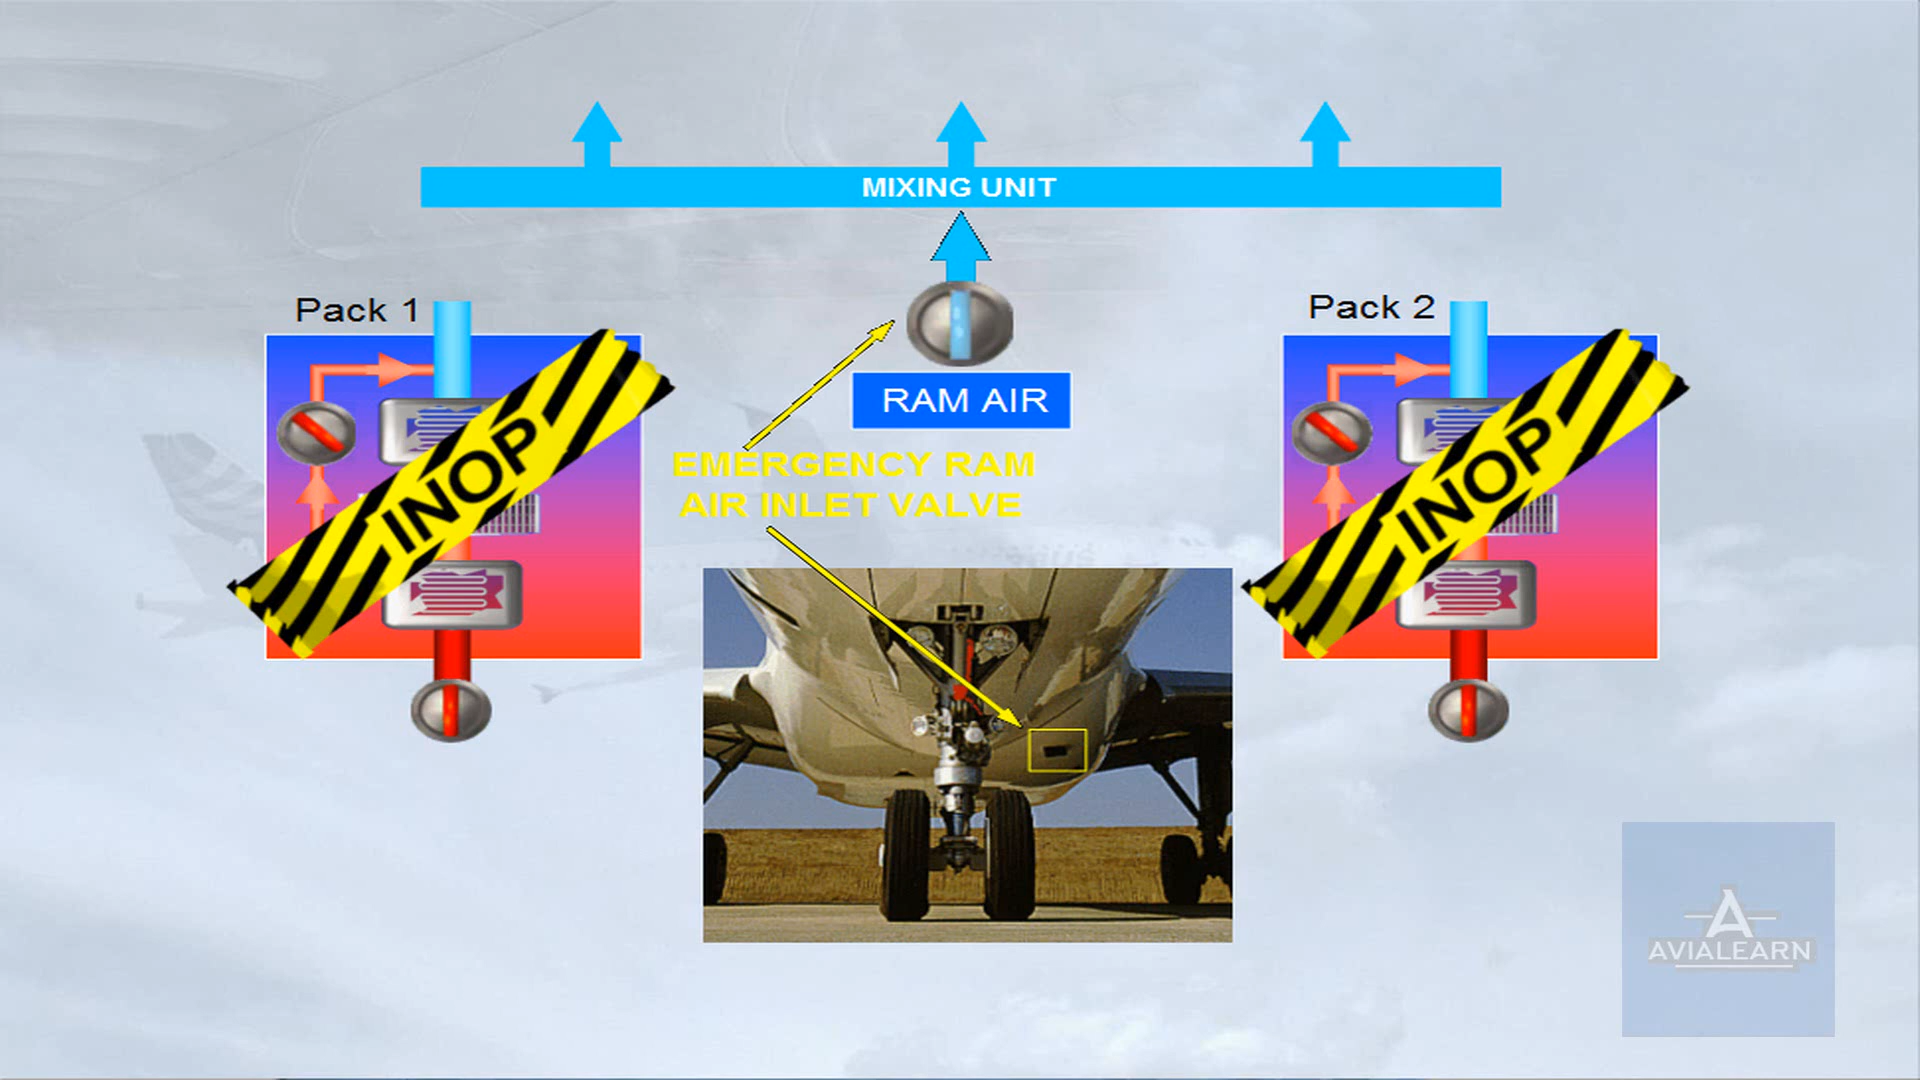 MIXING UNIT
Pack 1
Pack 2
RAM AIR
EMERGENCY RAM
AIR INLET VALVE
INOP
INOP
A
AVIALEARN